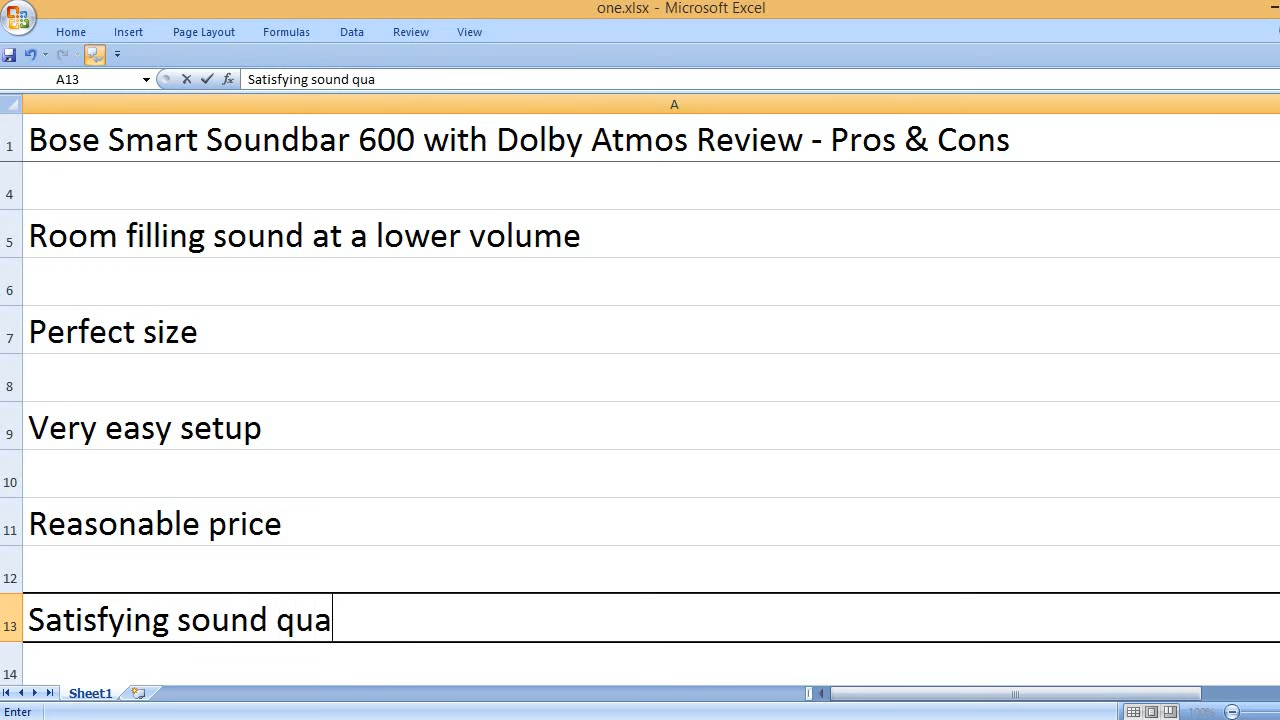 one.xlsx - Microsoft Excel
Home Insert Page Layout Formulas Data Review View
A13 fx Satisfying sound qua
A
1 Bose Smart Soundbar 600 with Dolby Atmos Review - Pros & Cons
4
5 Room filling sound at a lower volume
6
7 Perfect size
8
9 Very easy setup
10
11 Reasonable price
12
13 Satisfying sound qua
14
Sheet1
Enter 100%